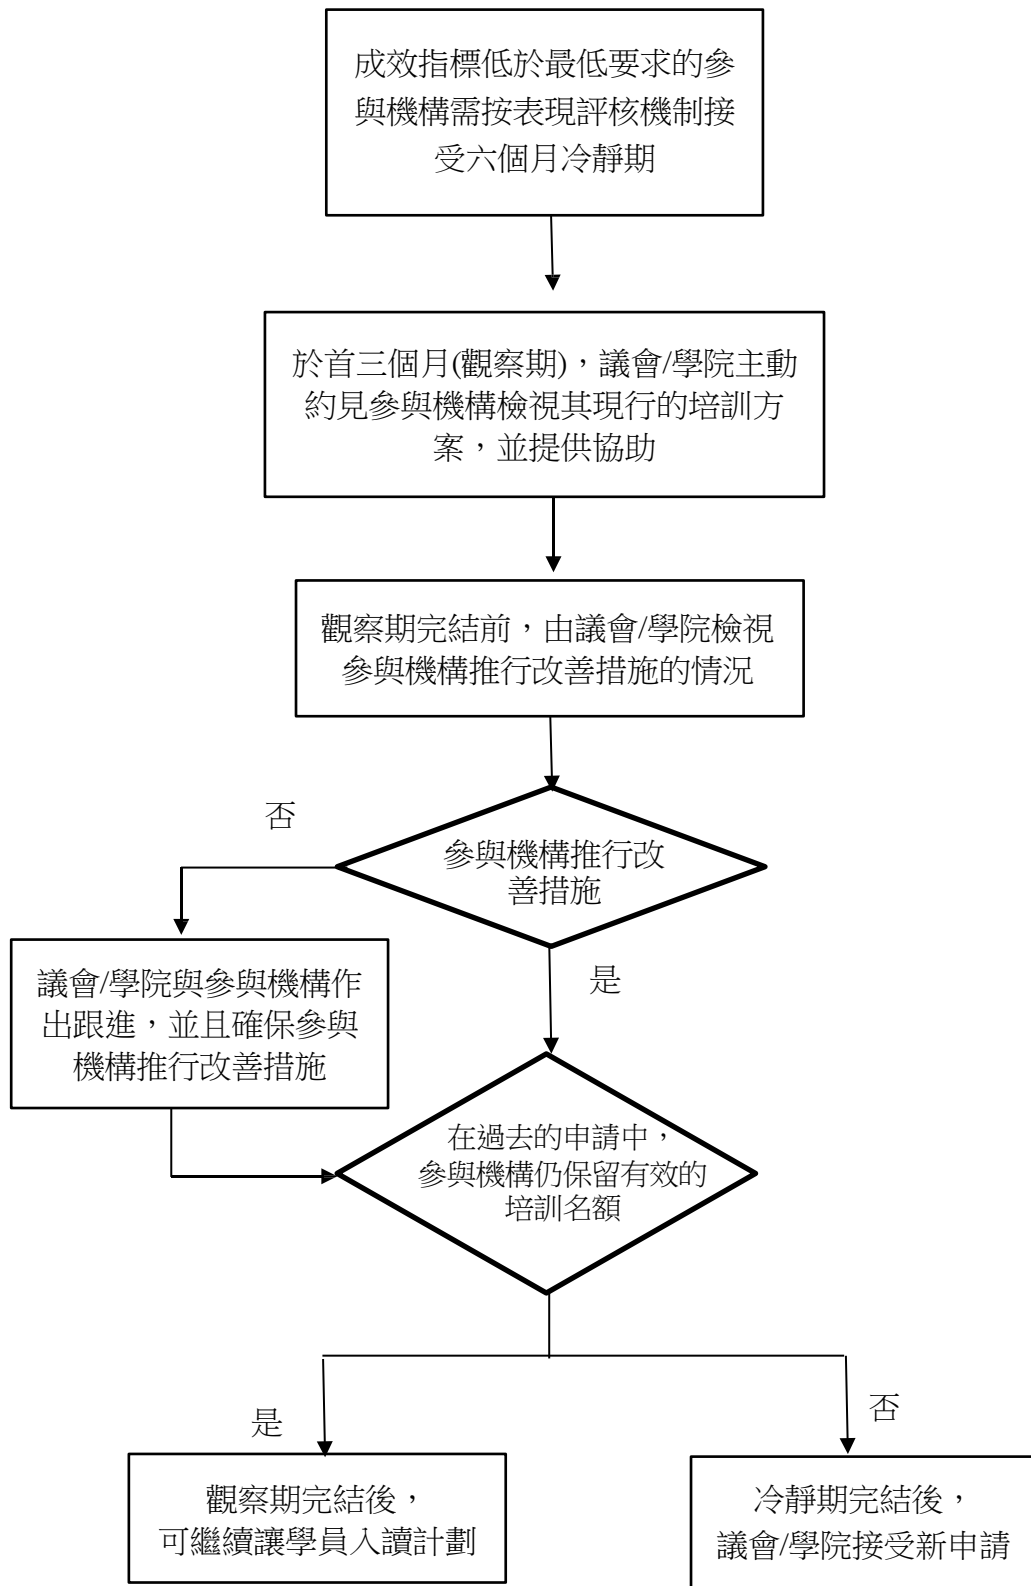 成效指標低於最低要求的參
與機構需按表現評核機制接
受六個月冷靜期
於首三個月(觀察期)，議會/學院主動
約見參與機構檢視其現行的培訓方
案，並提供協助
觀察期完結前，由議會/學院檢視
參與機構推行改善措施的情況
否
參與機構推行改
善措施
議會/學院與參與機構作
出跟進，並且確保參與
機構推行改善措施
是
在過去的申請中，
參與機構仍保留有效的
培訓名額
是
否
觀察期完結後，
可繼續讓學員入讀計劃
冷靜期完結後，
議會/學院接受新申請